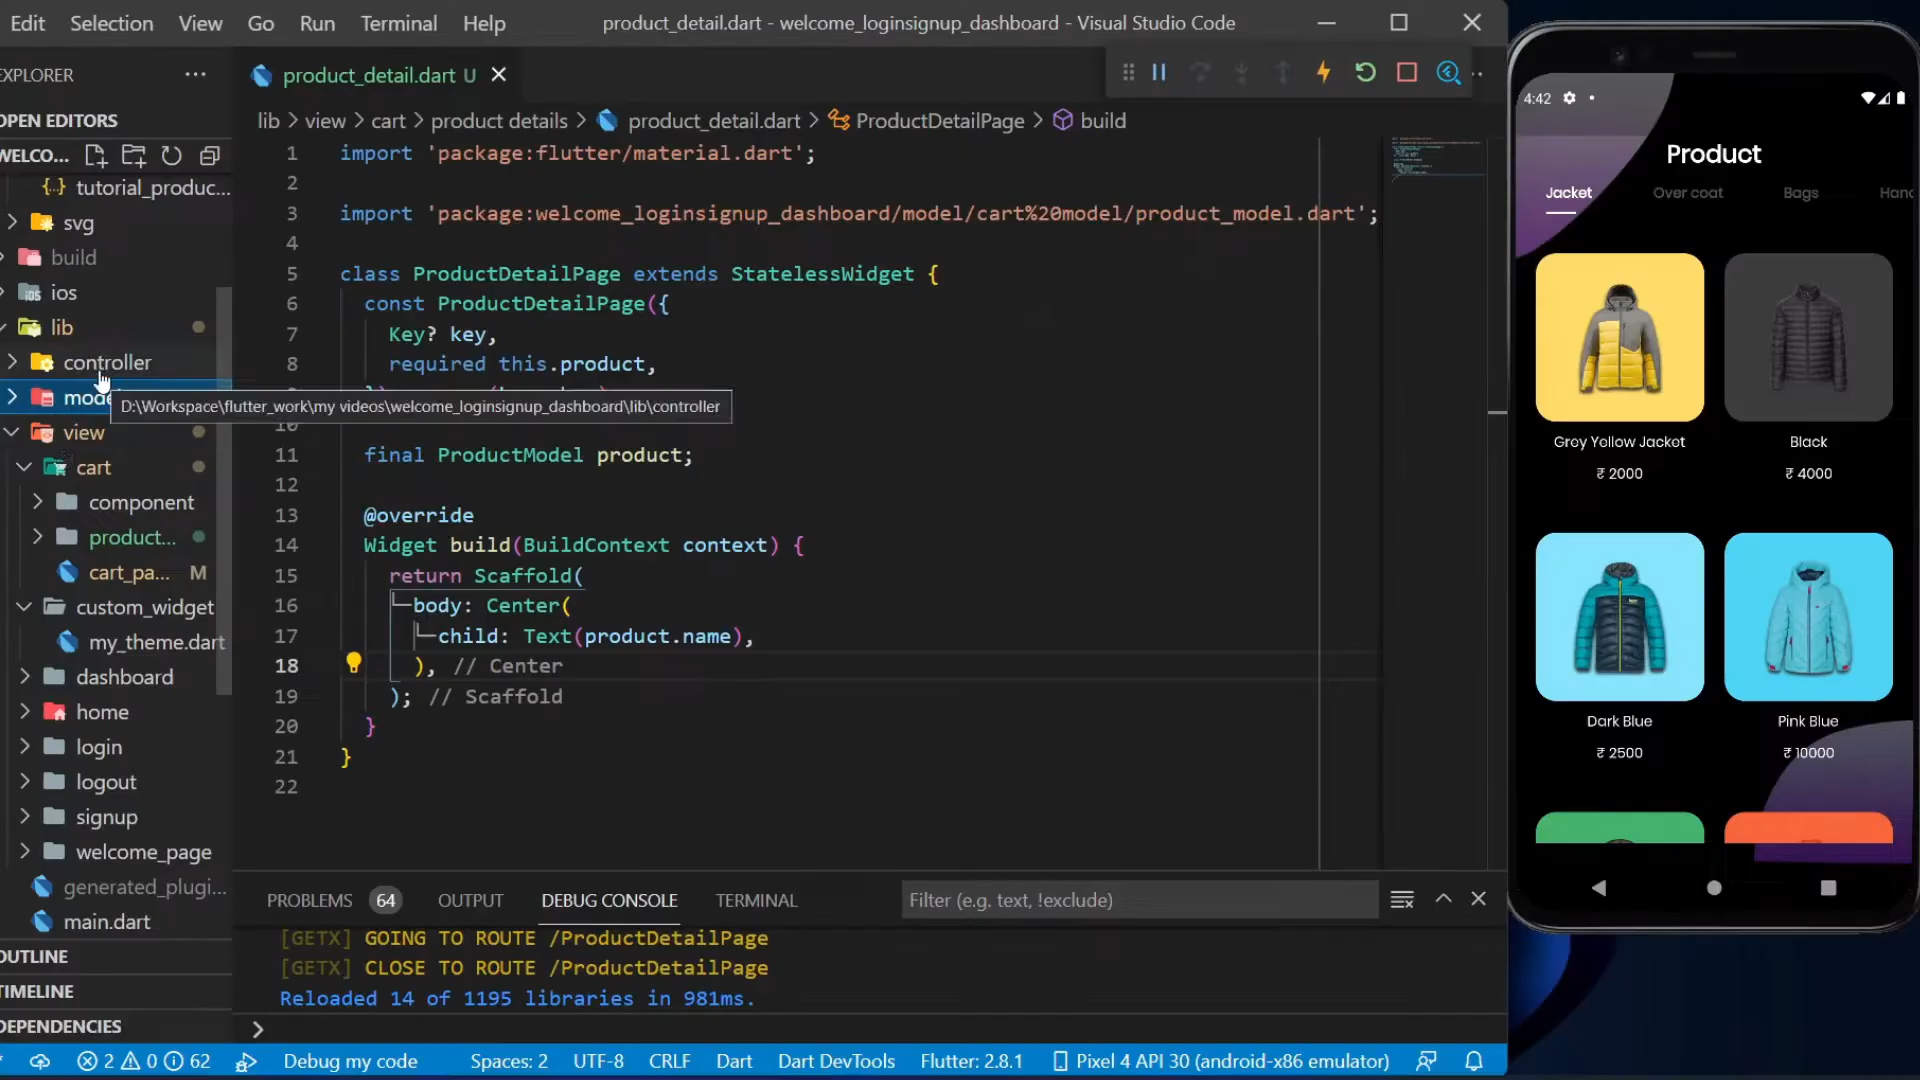 Edit Selection View Go Run Terminal Help product_detail.dart - welcome_loginsignup_dashboard - Visual Studio Code
EXPLORER
product_detail.dart U
OPEN EDITORS
lib > view > cart > product details > product_detail.dart > ProductDetailPage > build
WELCO...
{··} tutorial_produc...
svg
build
ios
lib
controller
mode
view
cart
component
product...
cart_pa... M
custom_widget
my_theme.dart
dashboard
home
login
logout
signup
welcome_page
generated_plugi...
main.dart
OUTLINE
TIMELINE
DEPENDENCIES
1 import 'package:flutter/material.dart';
2
3 import 'package:welcome_loginsignup_dashboard/model/cart%20model/product_model.dart';
4
5 class ProductDetailPage extends StatelessWidget {
6 const ProductDetailPage({
7 Key? key,
8 required this.product,
D:\Workspace\flutter_work\my videos\welcome_loginsignup_dashboard\lib\controller
10
11 final ProductModel product;
12
13 @override
14 Widget build(BuildContext context) {
15 return Scaffold(
16 body: Center(
17 child: Text(product.name),
18 ), // Center
19 ); // Scaffold
20 }
21 }
22
PROBLEMS 64 OUTPUT DEBUG CONSOLE TERMINAL Filter (e.g. text, !exclude)
[GETX] GOING TO ROUTE /ProductDetailPage
[GETX] CLOSE TO ROUTE /ProductDetailPage
Reloaded 14 of 1195 libraries in 981ms.
2 0 62 Debug my code Spaces: 2 UTF-8 CRLF Dart Dart DevTools Flutter: 2.8.1 Pixel 4 API 30 (android-x86 emulator)
4:42
Product
Jacket Over coat Bags Hand
Grey Yellow Jacket Black
₹ 2000 ₹ 4000
Dark Blue Pink Blue
₹ 2500 ₹ 10000